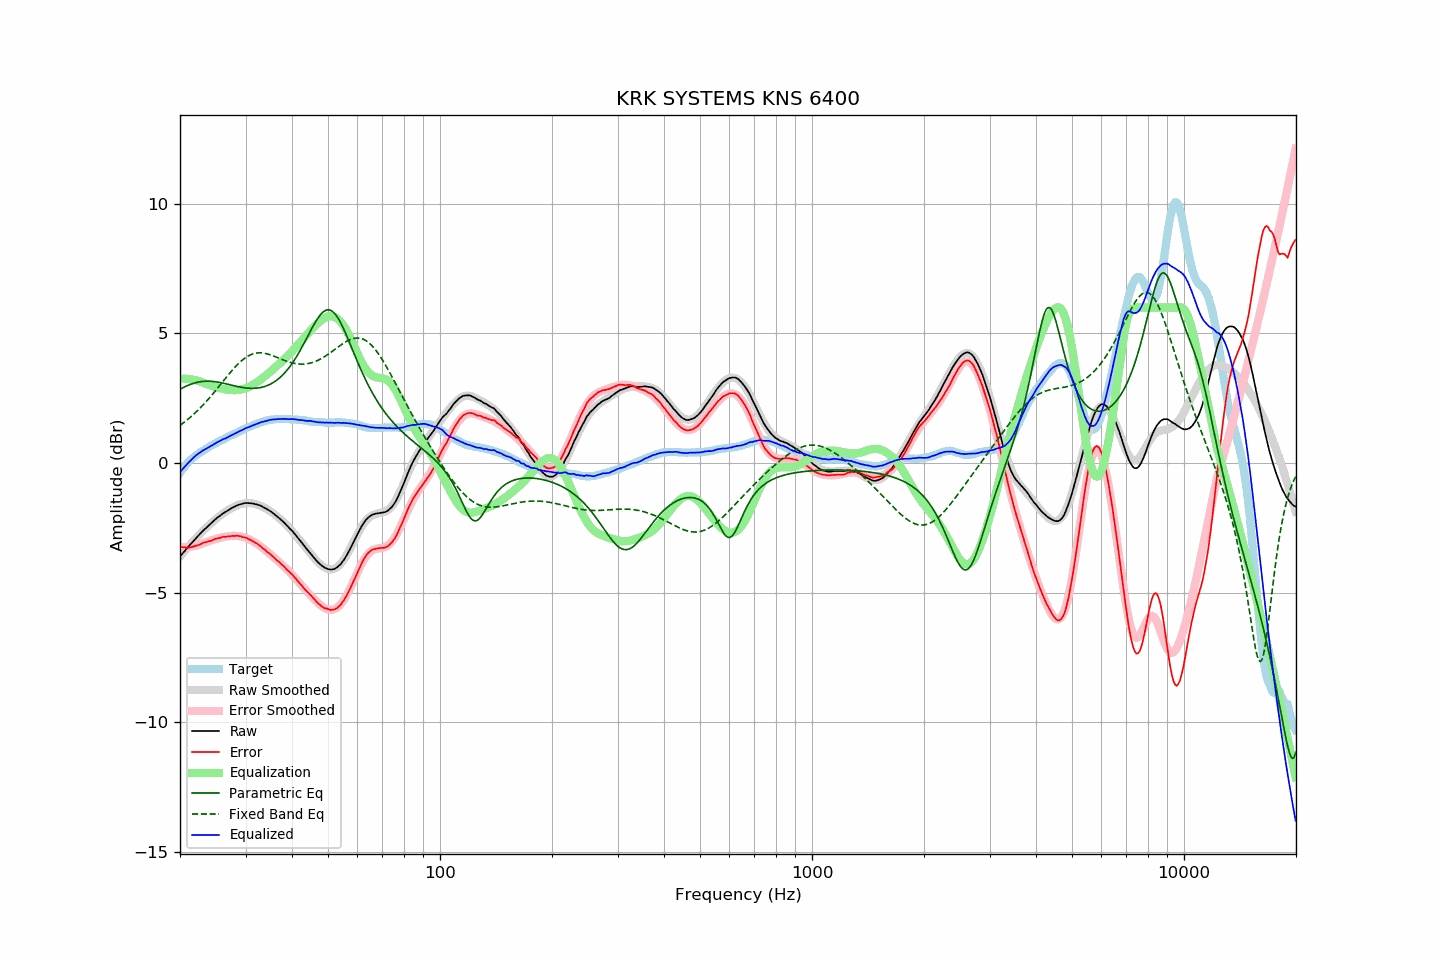 KRK SYSTEMS KNS 6400
Amplitude (dBr)
10
5
0
−5
−10
−15
Target
Raw Smoothed
Error Smoothed
Raw
Error
Equalization
Parametric Eq
Fixed Band Eq
Equalized
100
1000
10000
Frequency (Hz)